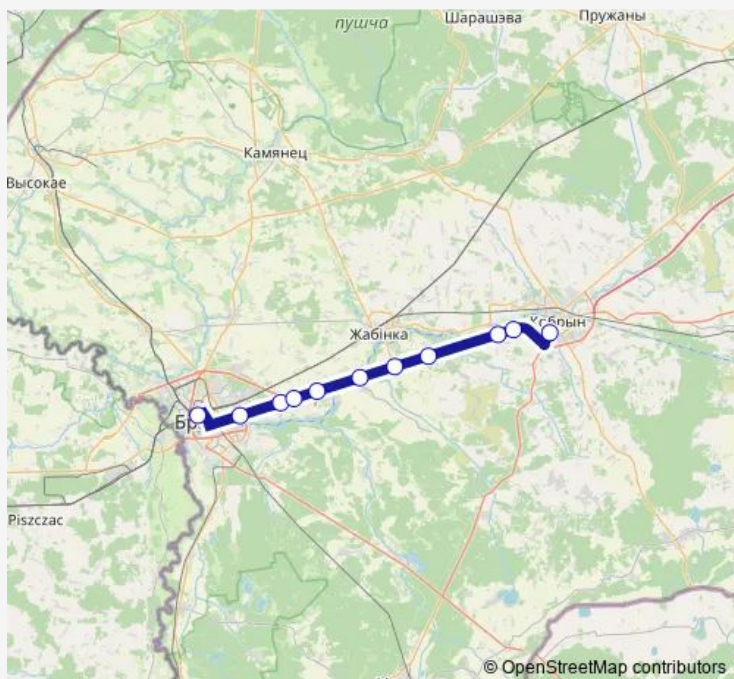 пушча
Шарашэва
Пружаны
Камянец
Высокае
Жабінка
Кобрын
Piszczac
© OpenStreetMap contributors